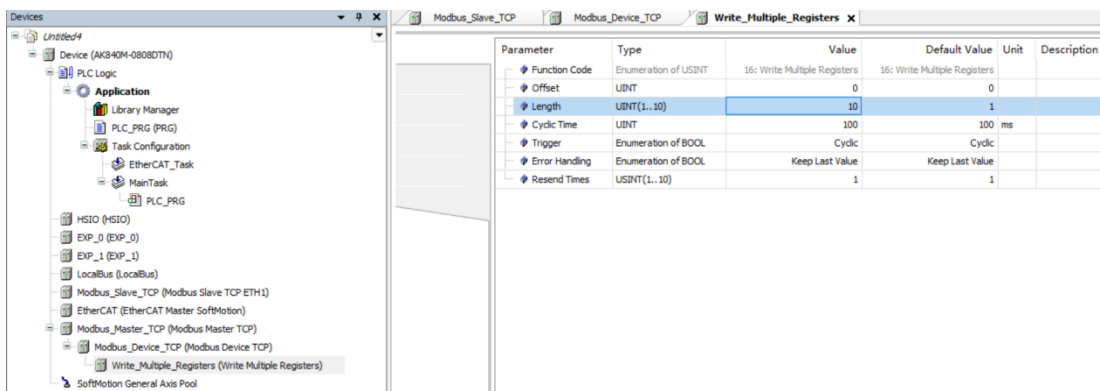 Devices
Untitled4
Device (AK840M-0808DTN)
PLC Logic
Application
Library Manager
PLC_PRG (PRG)
Task Configuration
EtherCAT_Task
MainTask
PLC_PRG
HSIO (HSIO)
EXP_0 (EXP_0)
EXP_1 (EXP_1)
LocalBus (LocalBus)
Modbus_Slave_TCP (Modbus Slave TCP ETH1)
EtherCAT (EtherCAT Master SoftMotion)
Modbus_Master_TCP (Modbus Master TCP)
Modbus_Device_TCP (Modbus Device TCP)
Write_Multiple_Registers (Write Multiple Registers)
SoftMotion General Axis Pool
Modbus_Slave_TCP Modbus_Device_TCP Write_Multiple_Registers
Parameter Type Value Default Value Unit Description
Function Code Enumeration of USINT 16: Write Multiple Registers 16: Write Multiple Registers
Offset UINT 0 0
Length UINT(1..10) 10 1
Cyclic Time UINT 100 100 ms
Trigger Enumeration of BOOL Cyclic Cyclic
Error Handling Enumeration of BOOL Keep Last Value Keep Last Value
Resend Times USINT(1..10) 1 1